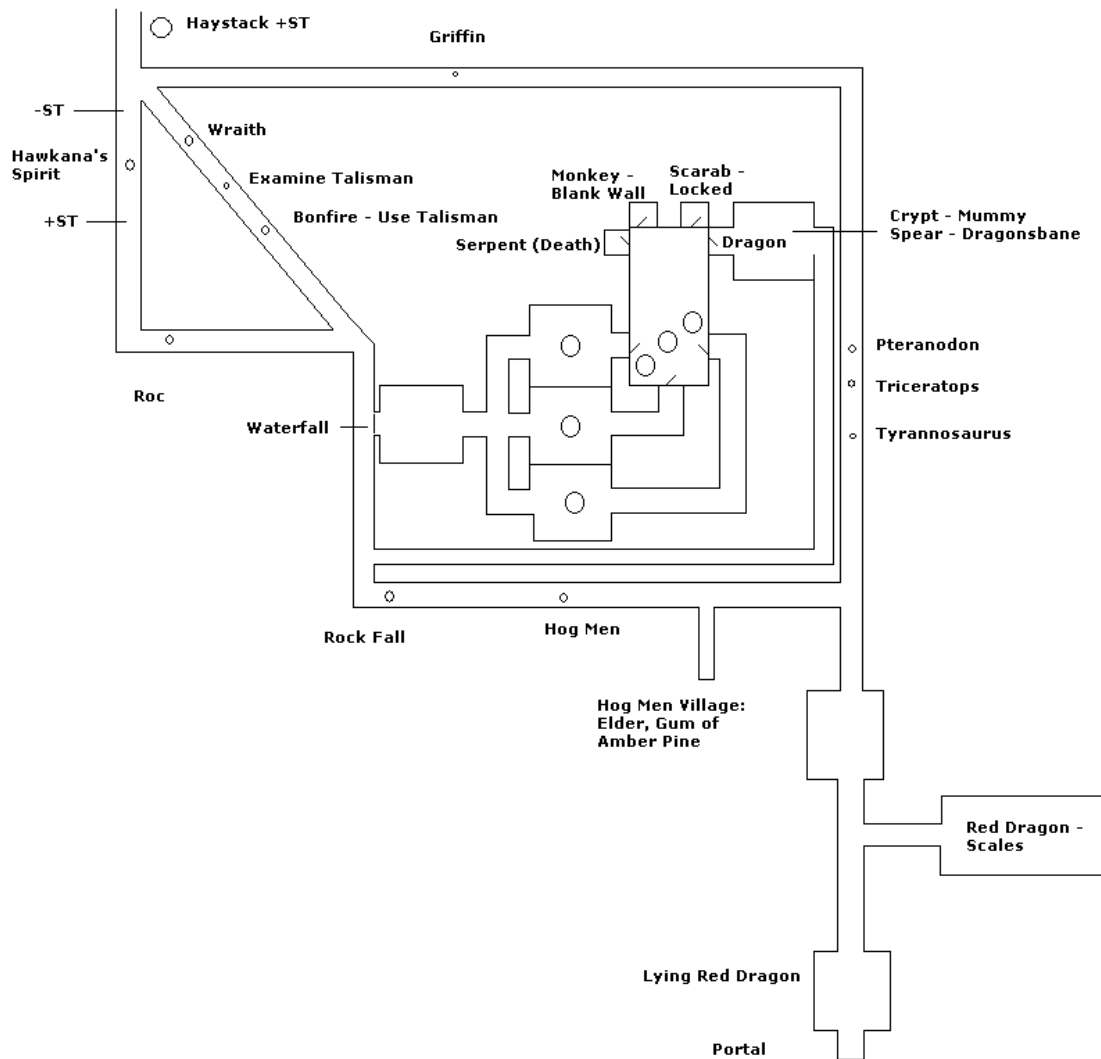 Haystack +ST
Griffin
-ST
Wraith
Hawkana's
Spirit
Examine Talisman
Monkey -
Blank Wall
Scarab -
Locked
+ST
Bonfire - Use Talisman
Serpent (Death)
Dragon
Crypt - Mummy
Spear - Dragonsbane
Pteranodon
Triceratops
Roc
Waterfall
Tyrannosaurus
Rock Fall
Hog Men
Hog Men Village:
Elder, Gum of
Amber Pine
Red Dragon -
Scales
Lying Red Dragon
Portal